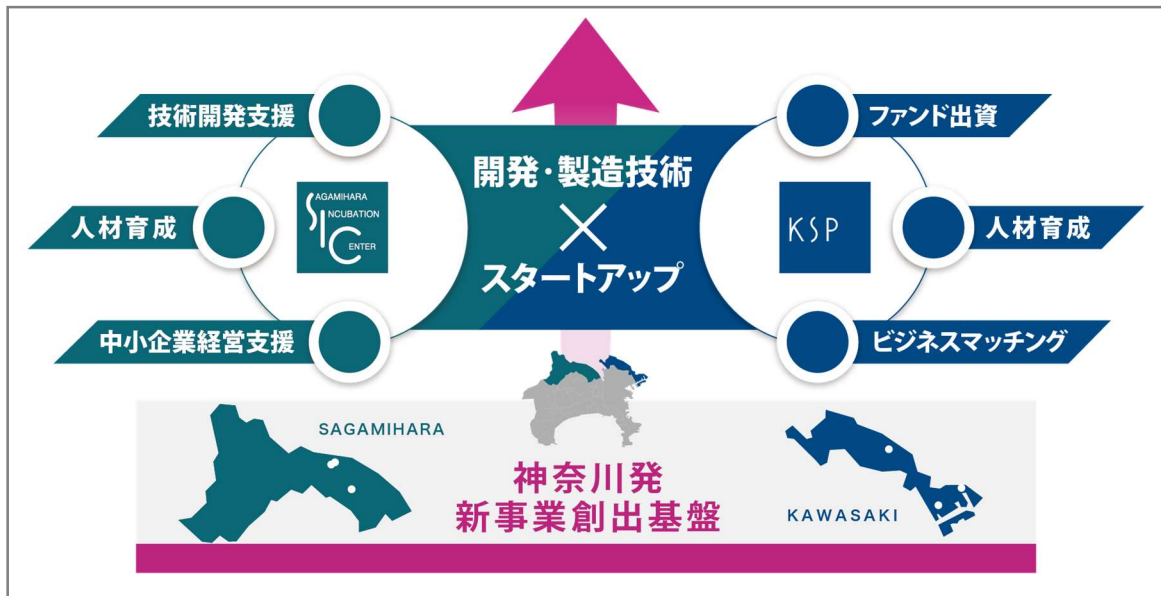 技術開発支援
人材育成
中小企業経営支援
SAGAMIHARA
INCUBATION
CENTER
開発・製造技術
×
スタートアップ
KSP
ファンド出資
人材育成
ビジネスマッチング
SAGAMIHARA
神奈川発
新事業創出基盤
KAWASAKI